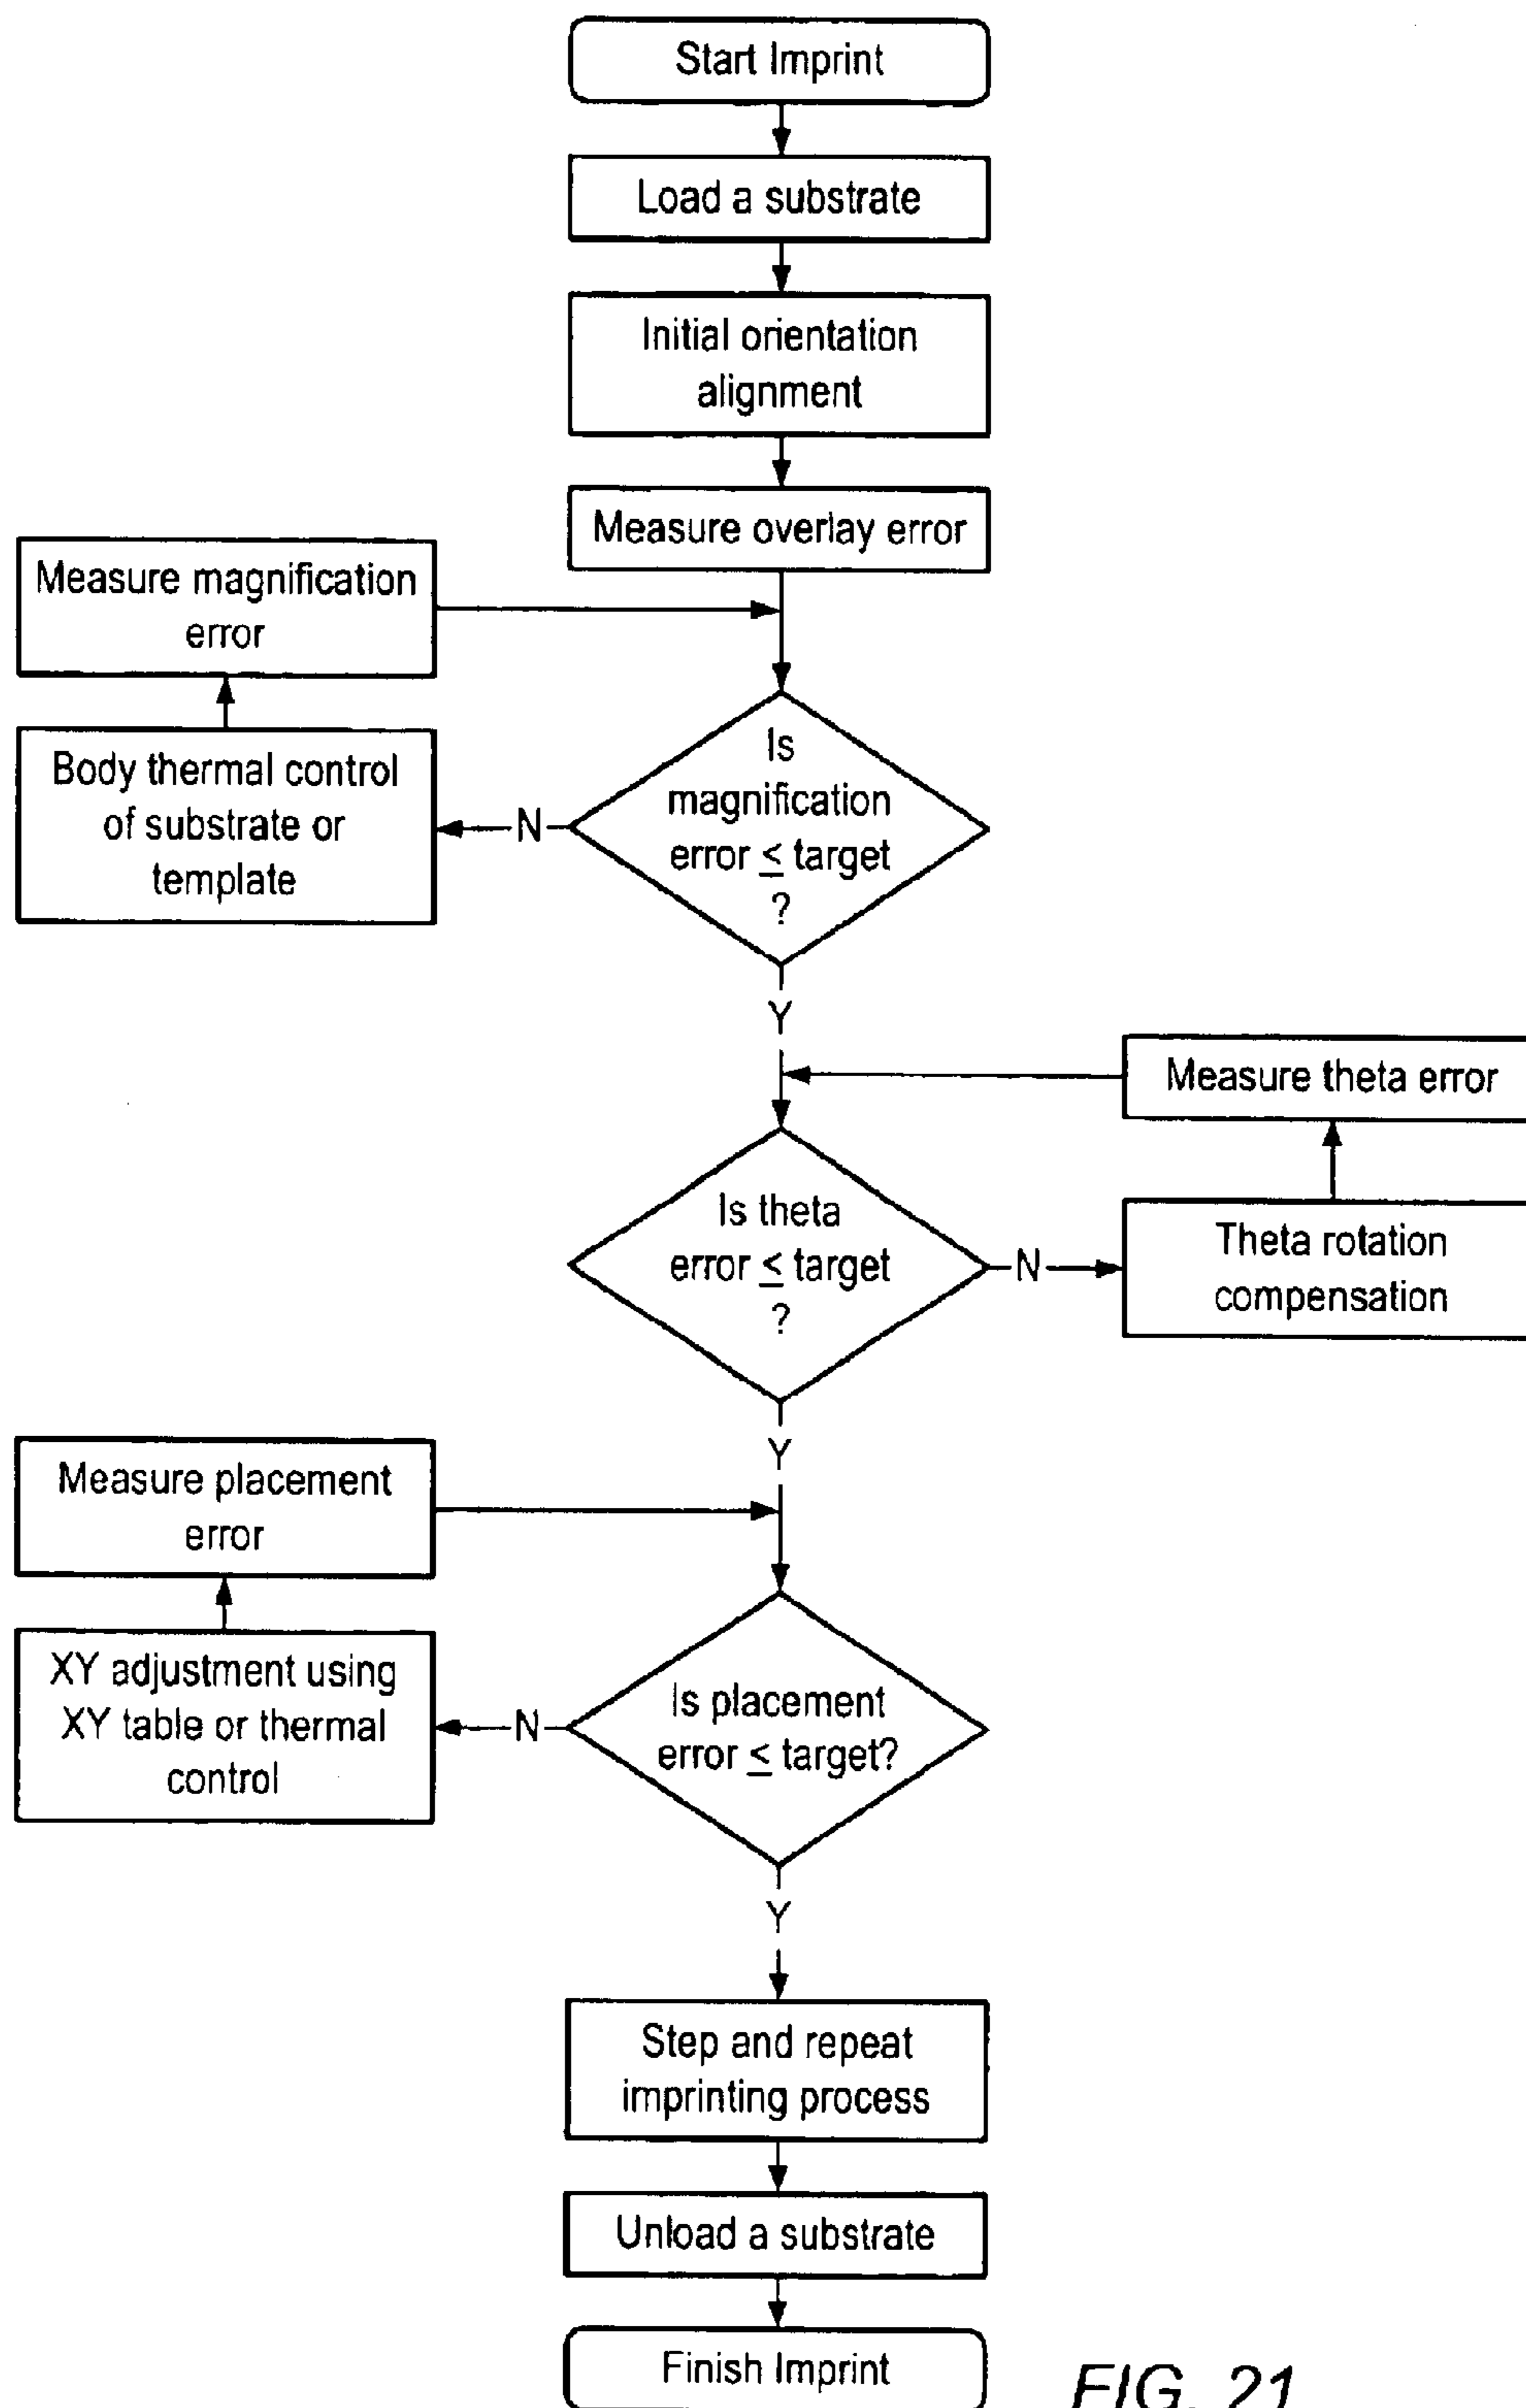 Start Imprint
Load a substrate
Initial orientation
alignment
Measure overlay error
Measure magnification
error
Body thermal control
of substrate or
template
N
Is
magnification
error ≤ target
?
Y
Measure theta error
Is theta
error ≤ target
?
N
Theta rotation
compensation
Y
Measure placement
error
XY adjustment using
XY table or thermal
control
N
Is placement
error ≤ target?
Y
Step and repeat
imprinting process
Unload a substrate
Finish Imprint
FIG. 21